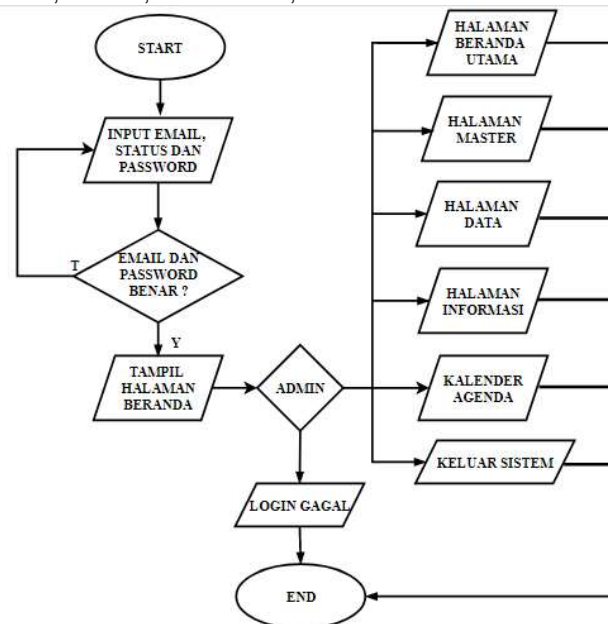 START
INPUT EMAIL,
STATUS DAN
PASSWORD
EMAIL DAN
PASSWORD
BENAR ?
T
Y
TAMPIL
HALAMAN
BERANDA
ADMIN
LOGIN GAGAL
END
HALAMAN
BERANDA
UTAMA
HALAMAN
MASTER
HALAMAN
DATA
HALAMAN
INFORMASI
KALENDER
AGENDA
KELUAR SISTEM